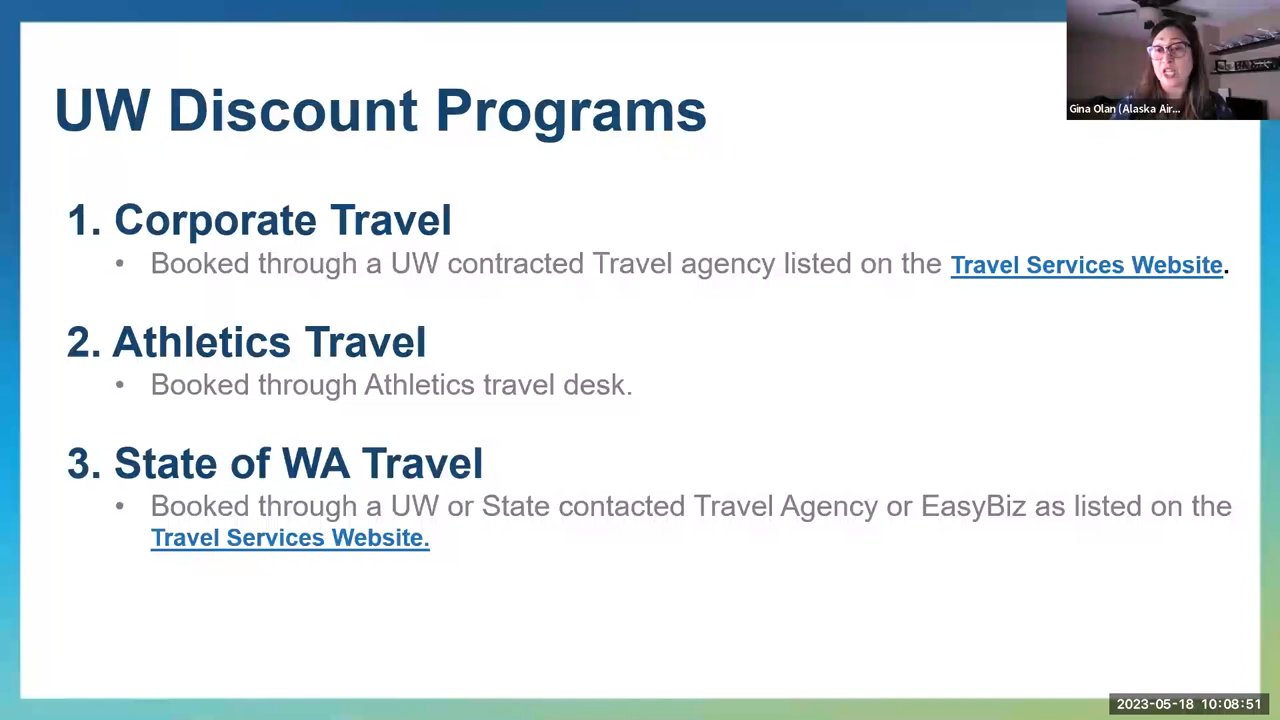 UW Discount Programs
Gina Olan (Alaska Air...
1. Corporate Travel
• Booked through a UW contracted Travel agency listed on the Travel Services Website.
2. Athletics Travel
• Booked through Athletics travel desk.
3. State of WA Travel
• Booked through a UW or State contacted Travel Agency or EasyBiz as listed on the
Travel Services Website.
2023-05-18 10:08:51